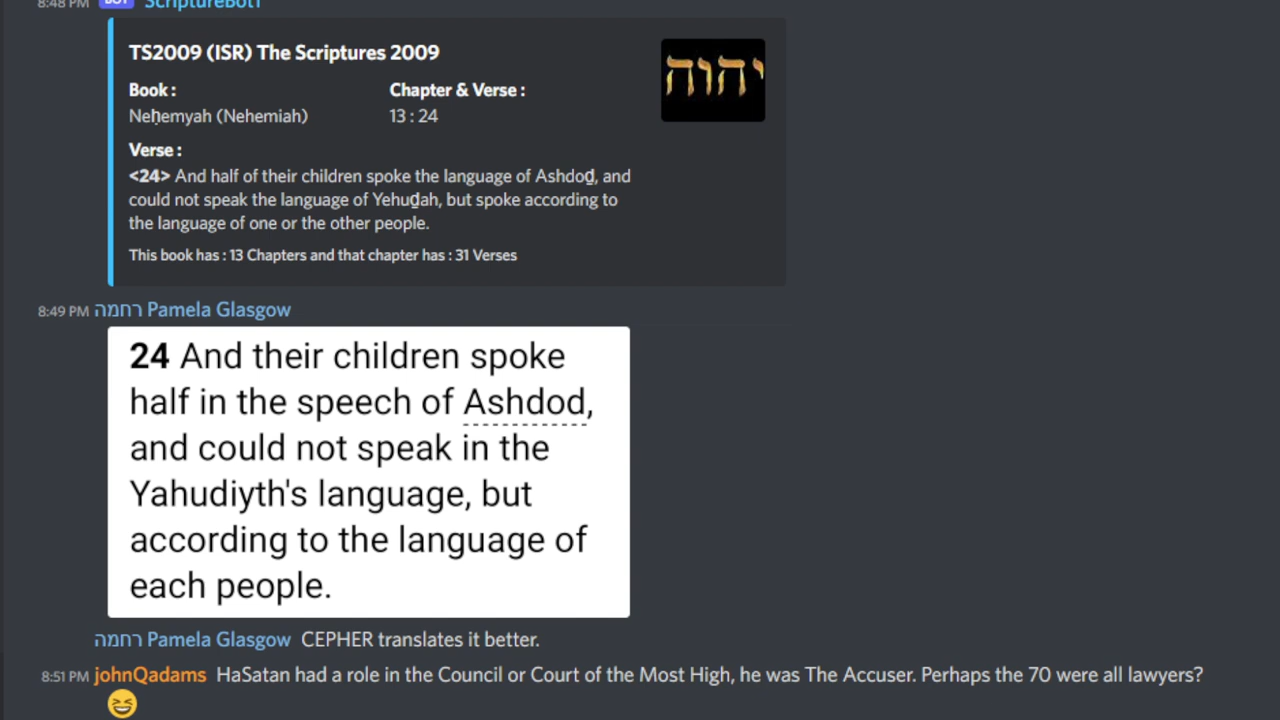 8:48 PM BOT ScriptureBot1
TS2009 (ISR) The Scriptures 2009
יהוה
Book : Chapter & Verse :
Neḥemyah (Nehemiah) 13 : 24
Verse :
<24> And half of their children spoke the language of Ashdoḏ, and
could not speak the language of Yehuḏah, but spoke according to
the language of one or the other people.
This book has : 13 Chapters and that chapter has : 31 Verses
8:49 PM רחמה Pamela Glasgow
24 And their children spoke
half in the speech of Ashdod,
and could not speak in the
Yahudiyth's language, but
according to the language of
each people.
רחמה Pamela Glasgow CEPHER translates it better.
8:51 PM johnQadams HaSatan had a role in the Council or Court of the Most High, he was The Accuser. Perhaps the 70 were all lawyers?
😆